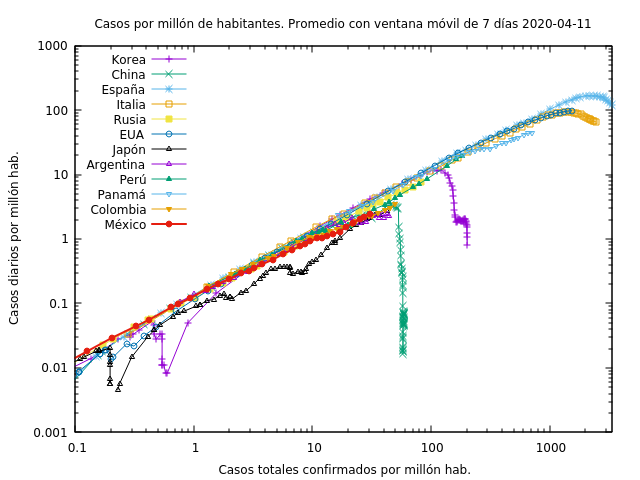 Casos por millón de habitantes. Promedio con ventana móvil de 7 días 2020-04-11
Casos diarios por millón hab.
1000
100
10
1
0.1
0.01
0.001
Korea
China
España
Italia
Rusia
EUA
Japón
Argentina
Perú
Panamá
Colombia
México
0.1
1
10
100
1000
Casos totales confirmados por millón hab.